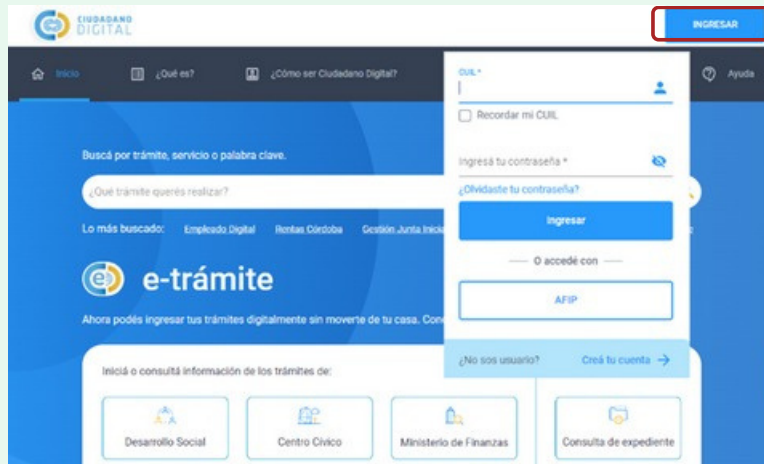 CIUDADANO
DIGITAL
INGRESAR
Inicio
¿Qué es?
¿Cómo ser Ciudadano Digital?
Ayuda
CUIL *
Recordar mi CUIL
Ingresá tu contraseña *
¿Olvidaste tu contraseña?
Ingresar
O accedé con
AFIP
¿No sos usuario? Creá tu cuenta →
Buscá por trámite, servicio o palabra clave.
¿Qué trámite querés realizar?
Lo más buscado: Empleado Digital Rentas Córdoba Gestión Junta
e-trámite
Ahora podés ingresar tus trámites digitalmente sin moverte de tu casa.
Iniciá o consultá información de los trámites de:
Desarrollo Social
Centro Cívico
Ministerio de Finanzas
Consulta de expediente